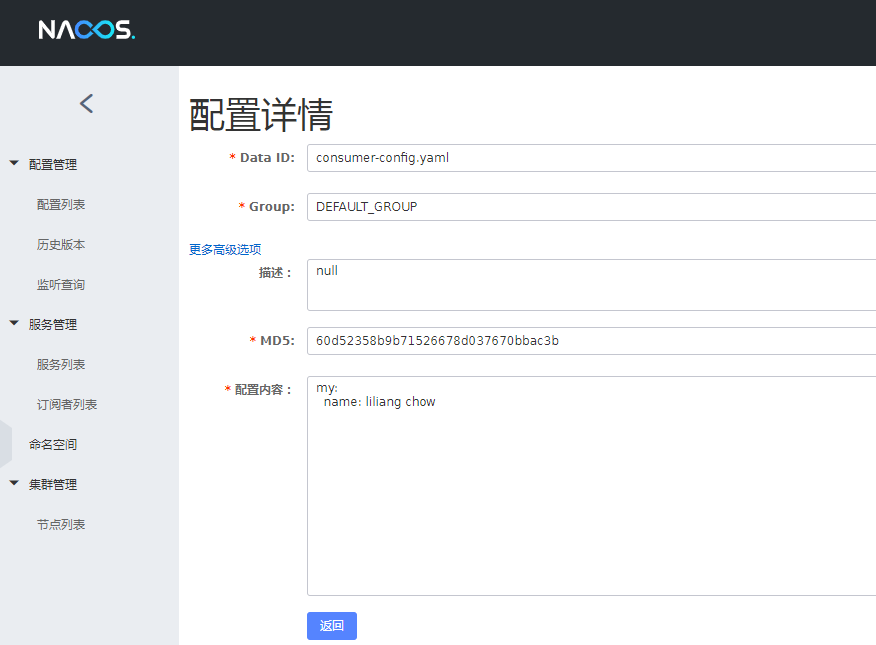 NACOS.
配置管理
配置列表
历史版本
监听查询
服务管理
服务列表
订阅者列表
命名空间
集群管理
节点列表
配置详情
* Data ID: consumer-config.yaml
* Group: DEFAULT_GROUP
更多高级选项
描述： null
* MD5: 60d52358b9b71526678d037670bbac3b
* 配置内容： my:
name: liliang chow
返回